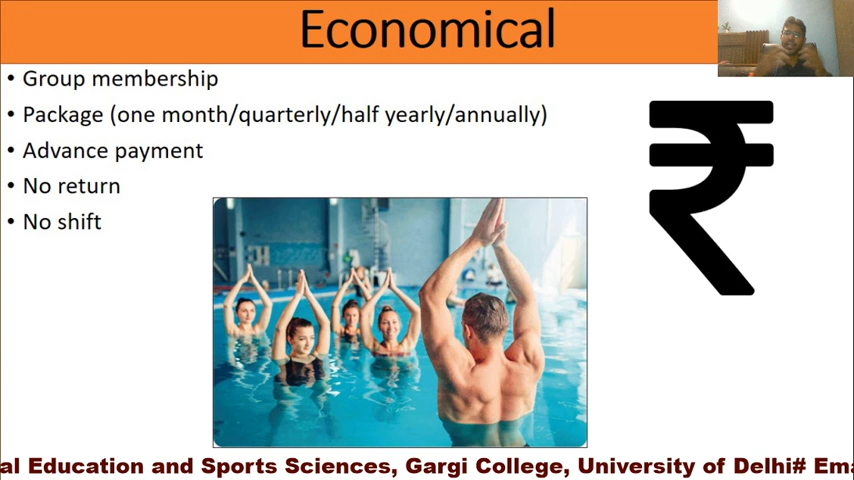 Economical
• Group membership
• Package (one month/quarterly/half yearly/annually)
• Advance payment
• No return
• No shift
₹
al Education and Sports Sciences, Gargi College, University of Delhi# Ema